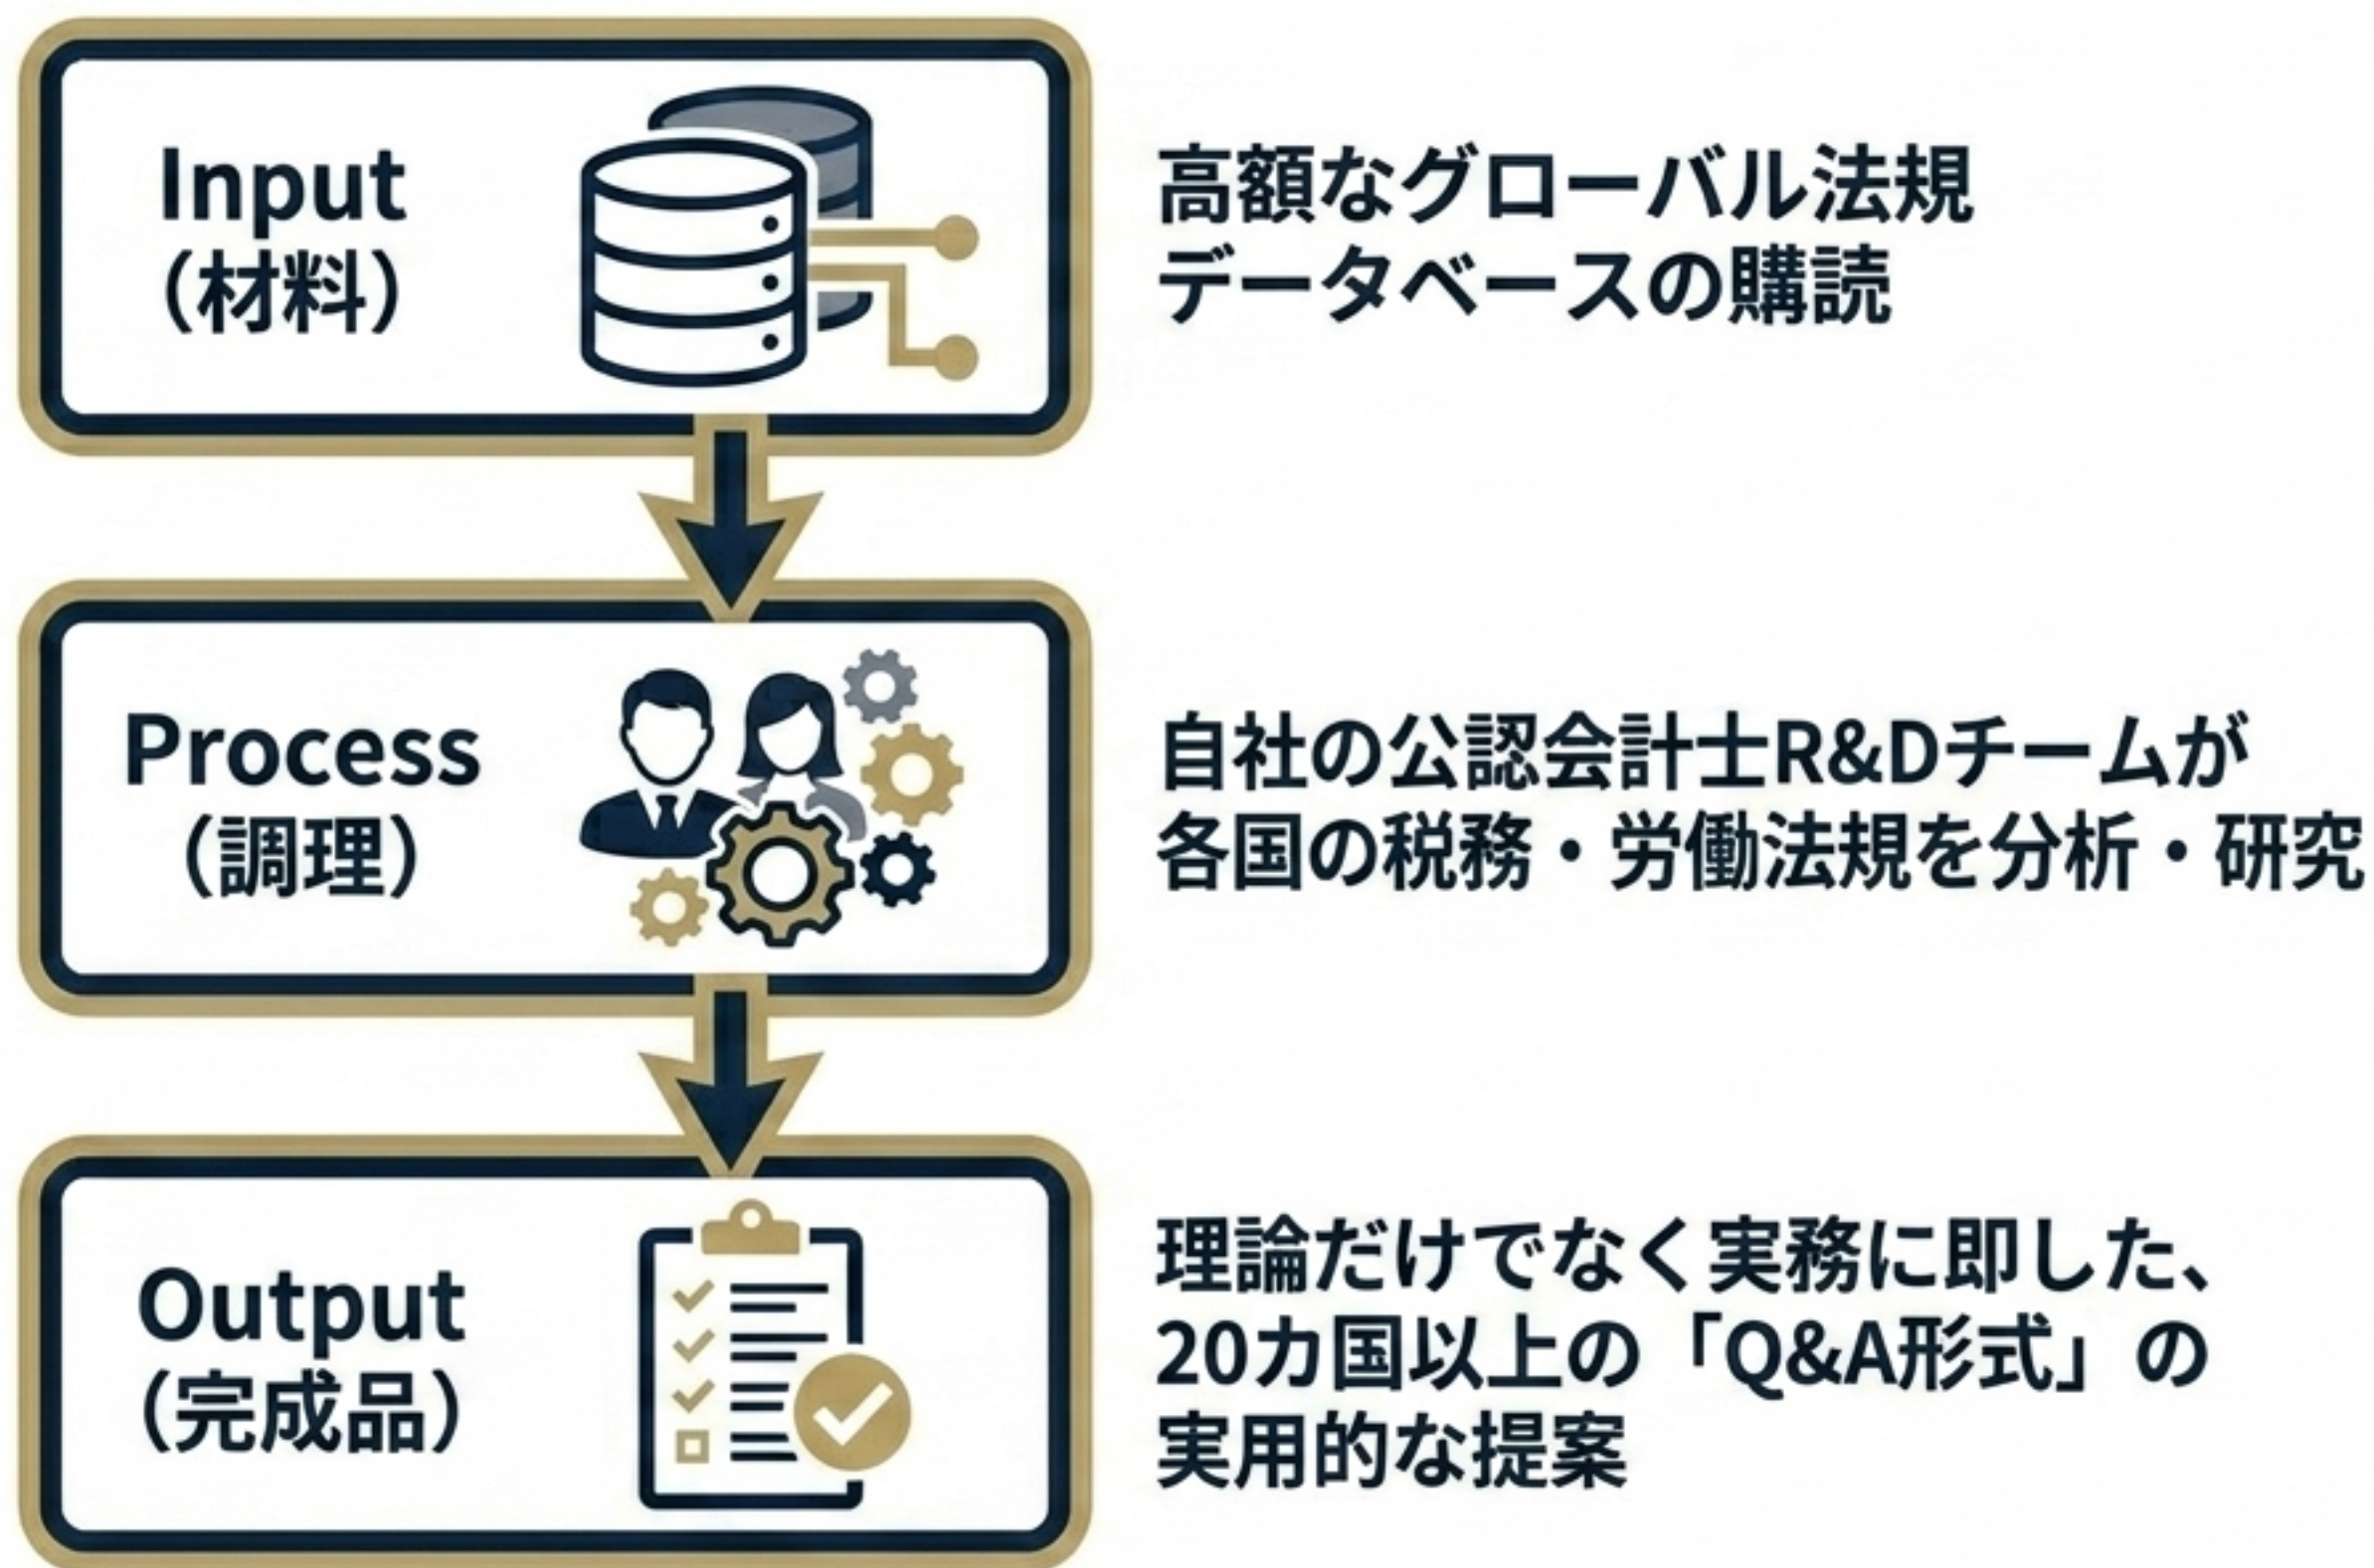 Input
（材料）
高額なグローバル法規
データベースの購読
Process
（調理）
自社の公認会計士R&Dチームが
各国の税務・労働法規を分析・研究
Output
（完成品）
理論だけでなく実務に即した、
20カ国以上の「Q&A形式」の
実用的な提案